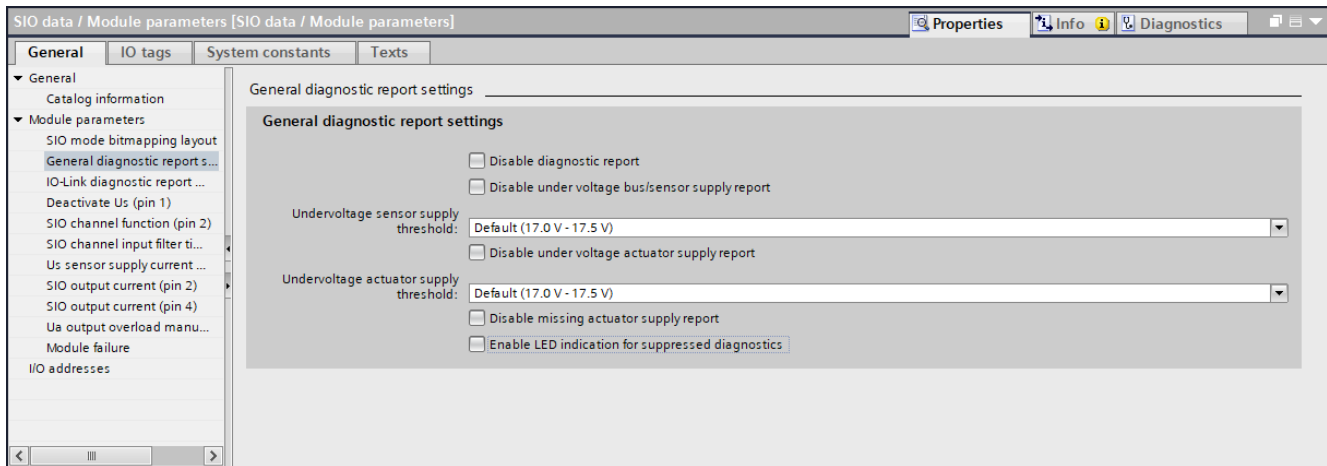 SIO data / Module parameters [SIO data / Module parameters]
Properties
Info
Diagnostics
General
IO tags
System constants
Texts
General
Catalog information
Module parameters
SIO mode bitmapping layout
General diagnostic report s...
IO-Link diagnostic report ...
Deactivate Us (pin 1)
SIO channel function (pin 2)
SIO channel input filter ti...
Us sensor supply current ...
SIO output current (pin 2)
SIO output current (pin 4)
Ua output overload manu...
Module failure
I/O addresses
General diagnostic report settings
General diagnostic report settings
Disable diagnostic report
Disable under voltage bus/sensor supply report
Undervoltage sensor supply
threshold:
Default (17.0 V - 17.5 V)
Disable under voltage actuator supply report
Undervoltage actuator supply
threshold:
Default (17.0 V - 17.5 V)
Disable missing actuator supply report
Enable LED indication for suppressed diagnostics